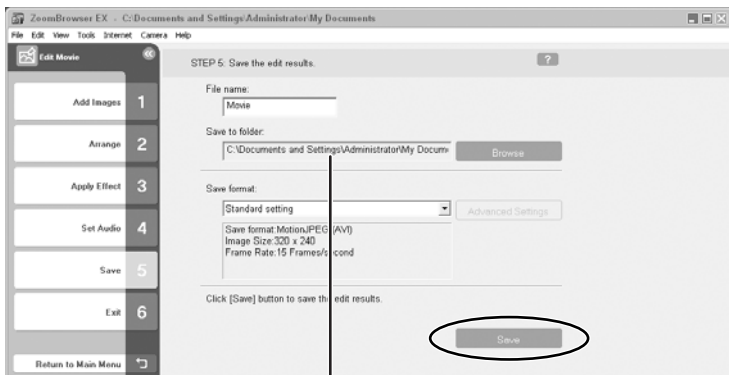 ZoomBrowser EX - C:\Documents and Settings\Administrator\My Documents
File Edit View Tools Internet Camera Help
Edit Movie
STEP 5: Save the edit results.
?
Add Images 1
Arrange 2
Apply Effect 3
Set Audio 4
Save 5
Exit 6
Return to Main Menu
File name:
Movie
Save to folder:
C:\Documents and Settings\Administrator\My Docum
Browse
Save format:
Standard setting
Advanced Settings
Save format:MotionJPEG (AVI)
Image Size:320 x 240
Frame Rate:15 Frames/second
Click [Save] button to save the edit results.
Save